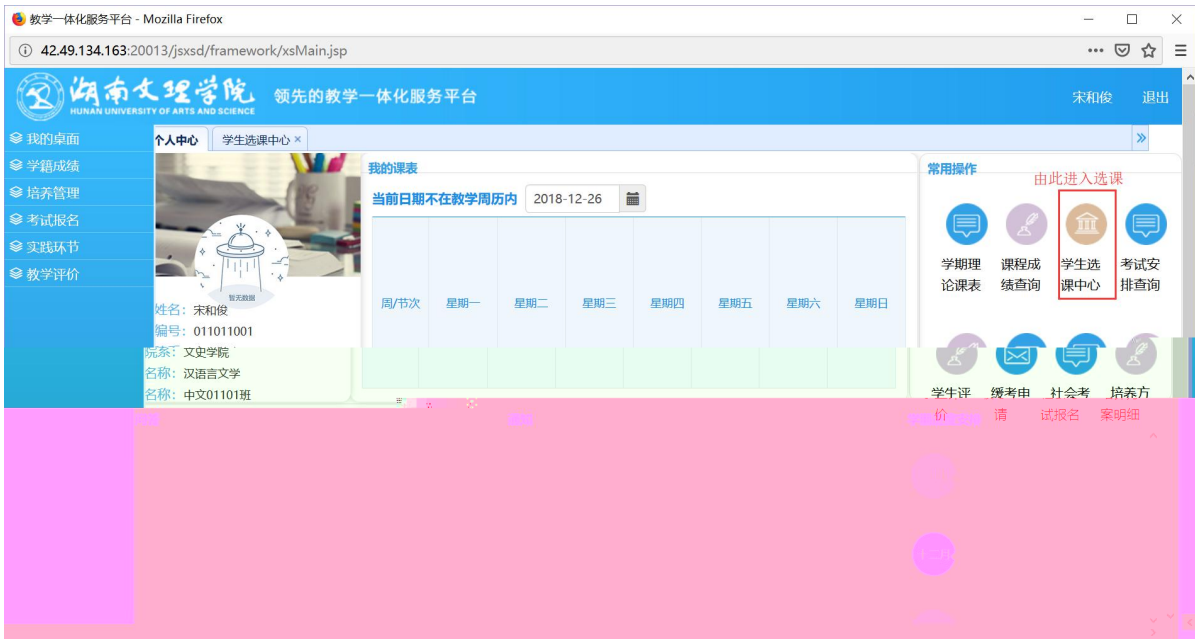 教学一体化服务平台 - Mozilla Firefox
42.49.134.163:20013/jsxsd/framework/xsMain.jsp
湖南文理学院
HUNAN UNIVERSITY OF ARTS AND SCIENCE
领先的教学一体化服务平台
宋和俊 退出
我的桌面
学籍成绩
培养管理
考试报名
实践环节
教学评价
个人中心 学生选课中心 ×
暂无数据
姓名：宋和俊
编号：011011001
院系：文史学院
名称：汉语言文学
名称：中文01101班
我的课表
当前日期不在教学周历内 2018-12-26
周/节次 星期一 星期二 星期三 星期四 星期五 星期六 星期日
常用操作
由此进入选课
学期理论课表
课程成绩查询
学生选课中心
考试安排查询
学生评价
缓考申请
社会考试报名
培养方案明细